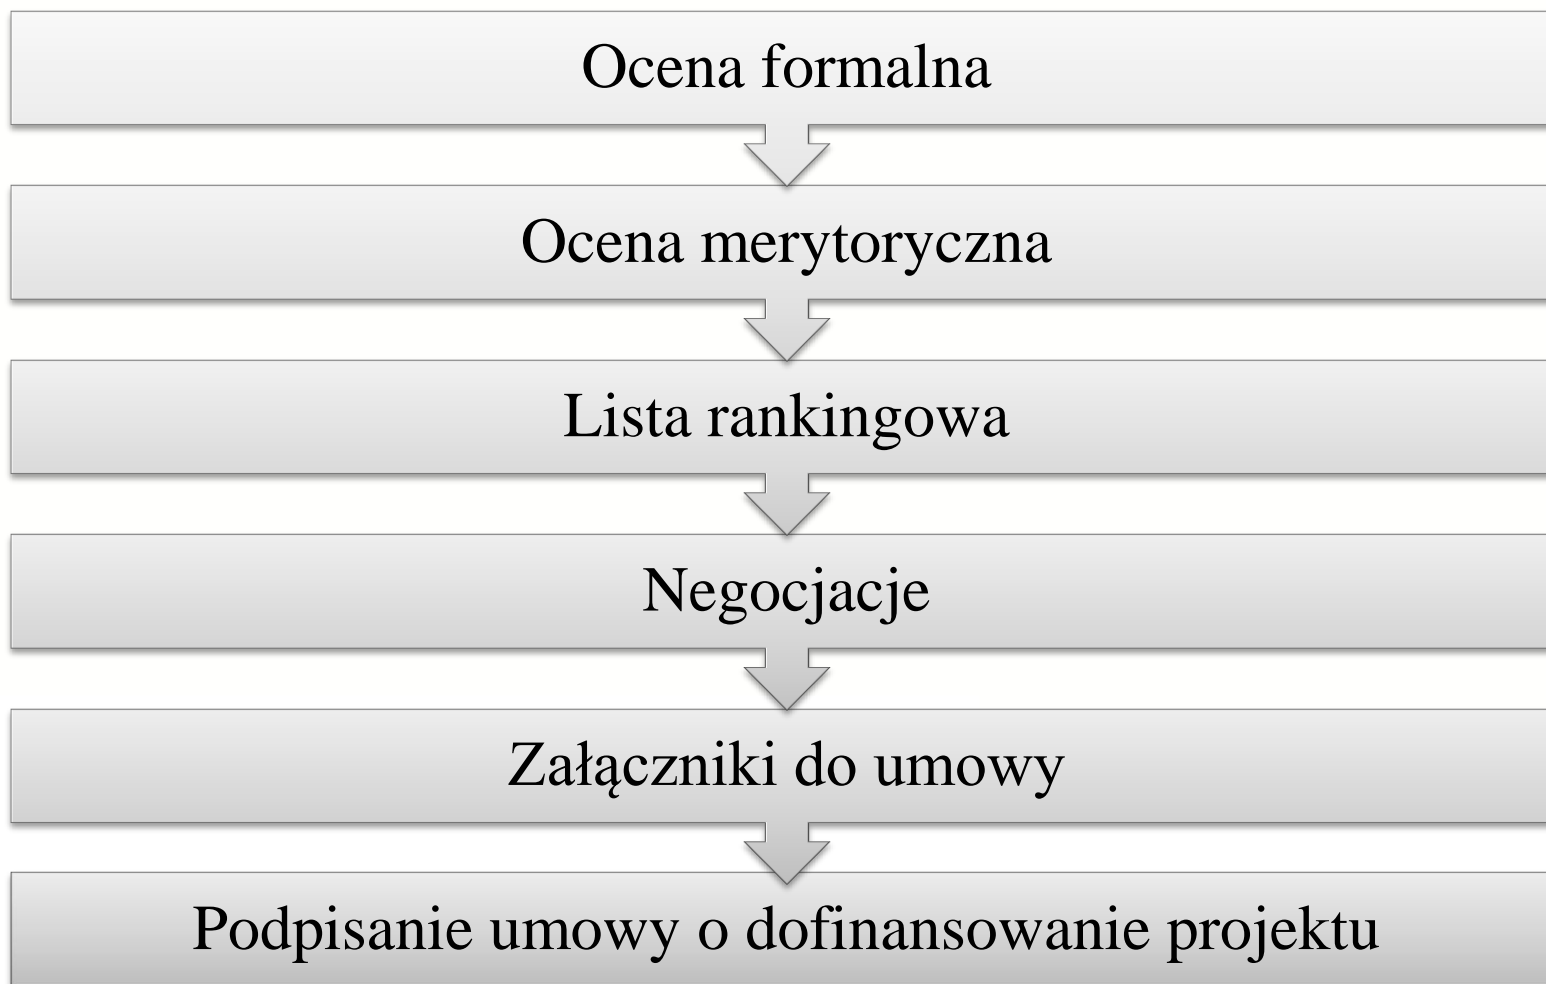 Ocena formalna
Ocena merytoryczna
Lista rankingowa
Negocjacje
Załączniki do umowy
Podpisanie umowy o dofinansowanie projektu